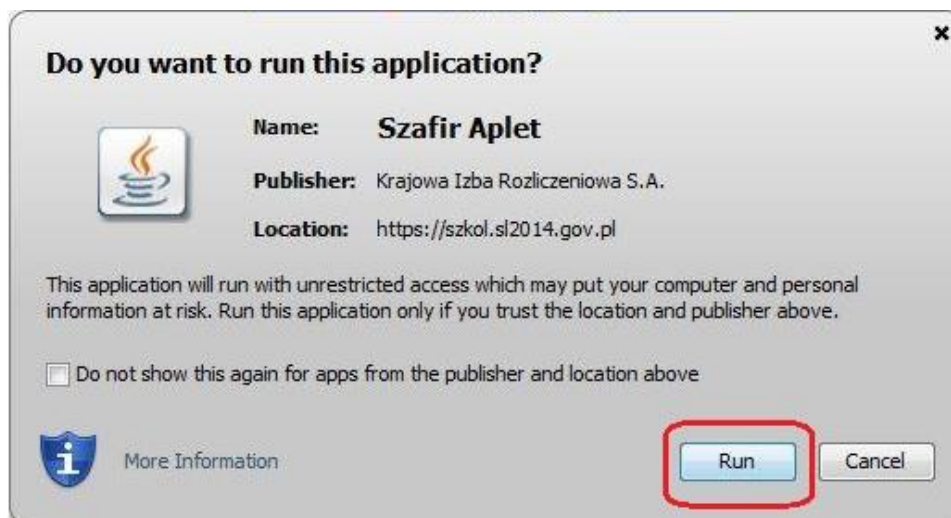 Do you want to run this application?
Name: Szafir Aplet
Publisher: Krajowa Izba Rozliczeniowa S.A.
Location: https://szkol.sl2014.gov.pl
This application will run with unrestricted access which may put your computer and personal
information at risk. Run this application only if you trust the location and publisher above.
Do not show this again for apps from the publisher and location above
More Information
Run
Cancel